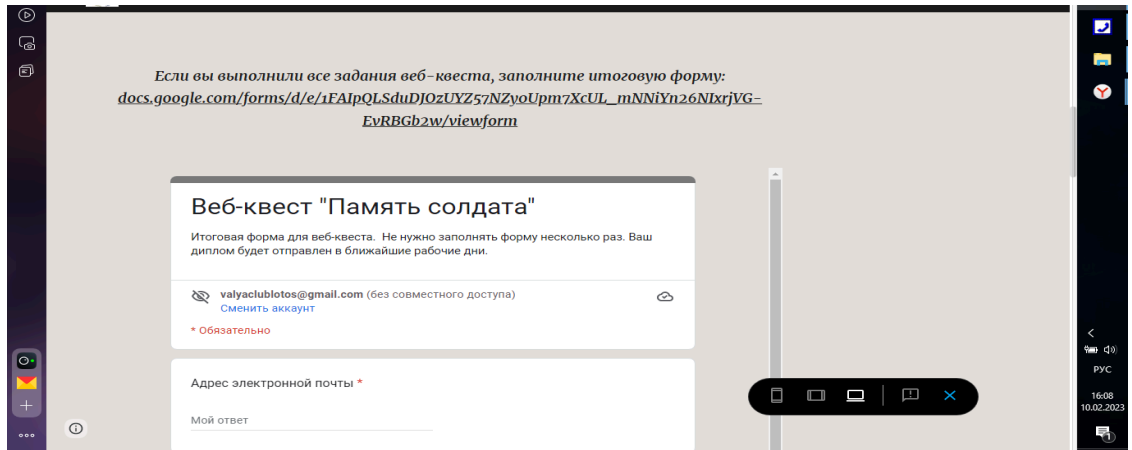 Если вы выполнили все задания веб-квеста, заполните итоговую форму:
docs.google.com/forms/d/e/1FAIpQLSduDJOzUYZ57NZyoUpm7XcUL_mNNiYn26NIxrjVG-
EvRBGb2w/viewform
Веб-квест "Память солдата"
Итоговая форма для веб-квеста. Не нужно заполнять форму несколько раз. Ваш
диплом будет отправлен в ближайшие рабочие дни.
valyaclublotos@gmail.com (без совместного доступа)
Сменить аккаунт
* Обязательно
Адрес электронной почты *
Мой ответ
РУС
16:08
10.02.2023
1